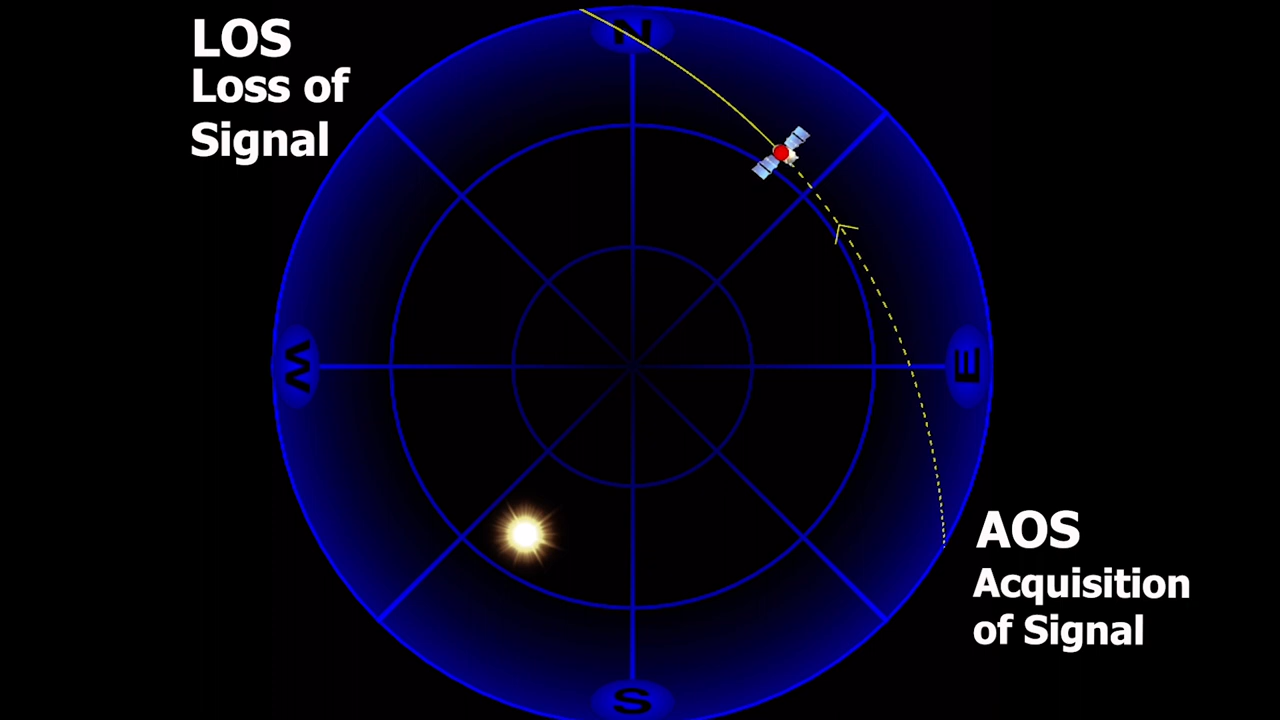 LOS
Loss of
Signal
N
W
E
S
AOS
Acquisition
of Signal